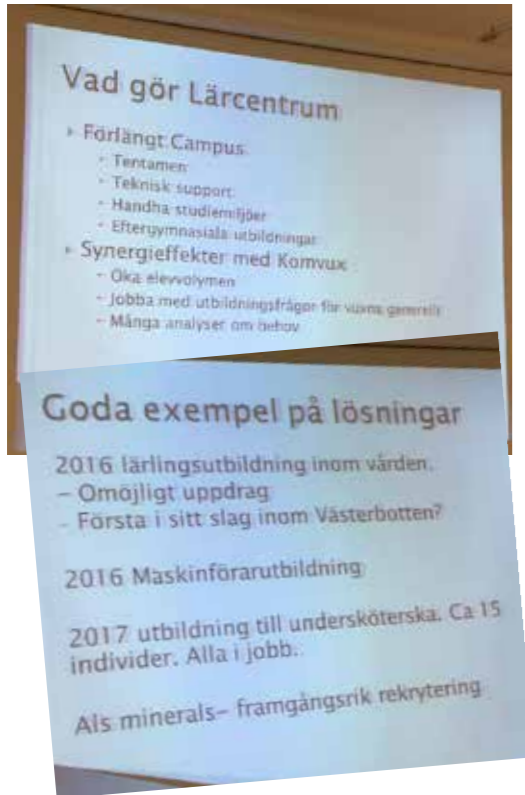 Vad gör Lärcentrum
Förlängt Campus
- Tentamen
- Teknisk support
- Handha studiemiljöer
- Eftergymnasiala utbildningar
Synergieffekter med Komvux
- Öka elevvolymen
- Jobba med utbildningsfrågor för vuxna generellt
- Många analyser om behov
Goda exempel på lösningar
2016 lärlingsutbildning inom vården.
– Omöjligt uppdrag
- Första i sitt slag inom Västerbotten?
2016 Maskinförarutbildning
2017 utbildning till undersköterska. Ca 15
individer. Alla i jobb.
Als minerals– framgångsrik rekrytering